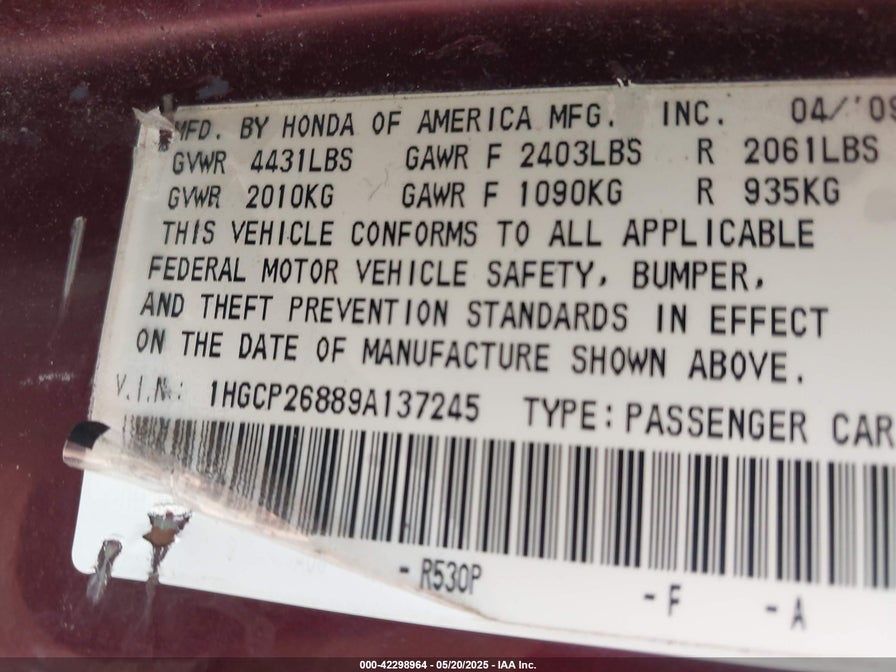 MFD. BY HONDA OF AMERICA MFG. INC. 04/'09
GVWR 4431LBS GAWR F 2403LBS R 2061LBS
GVWR 2010KG GAWR F 1090KG R 935KG
THIS VEHICLE CONFORMS TO ALL APPLICABLE
FEDERAL MOTOR VEHICLE SAFETY, BUMPER,
AND THEFT PREVENTION STANDARDS IN EFFECT
ON THE DATE OF MANUFACTURE SHOWN ABOVE.
V.I.N.: 1HGCP26889A137245 TYPE: PASSENGER CAR
- R530P - F - A
000-42298964 - 05/20/2025 - IAA Inc.